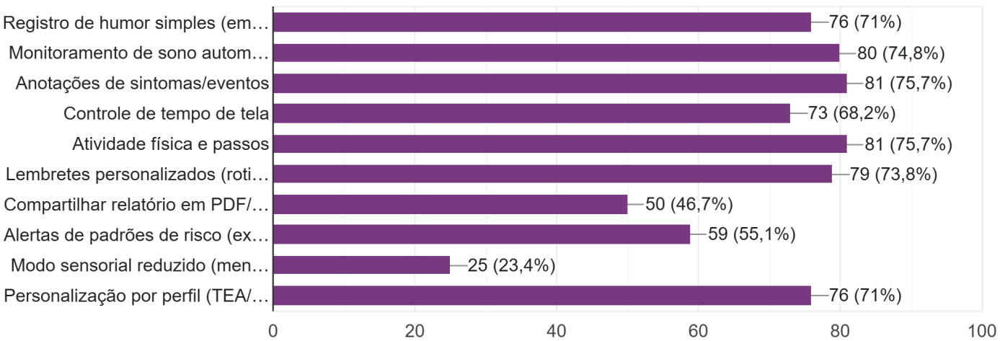 Registro de humor simples (em… 76 (71%)
Monitoramento de sono autom… 80 (74,8%)
Anotações de sintomas/eventos 81 (75,7%)
Controle de tempo de tela 73 (68,2%)
Atividade física e passos 81 (75,7%)
Lembretes personalizados (roti… 79 (73,8%)
Compartilhar relatório em PDF/… 50 (46,7%)
Alertas de padrões de risco (ex… 59 (55,1%)
Modo sensorial reduzido (men… 25 (23,4%)
Personalização por perfil (TEA/… 76 (71%)
0 20 40 60 80 100